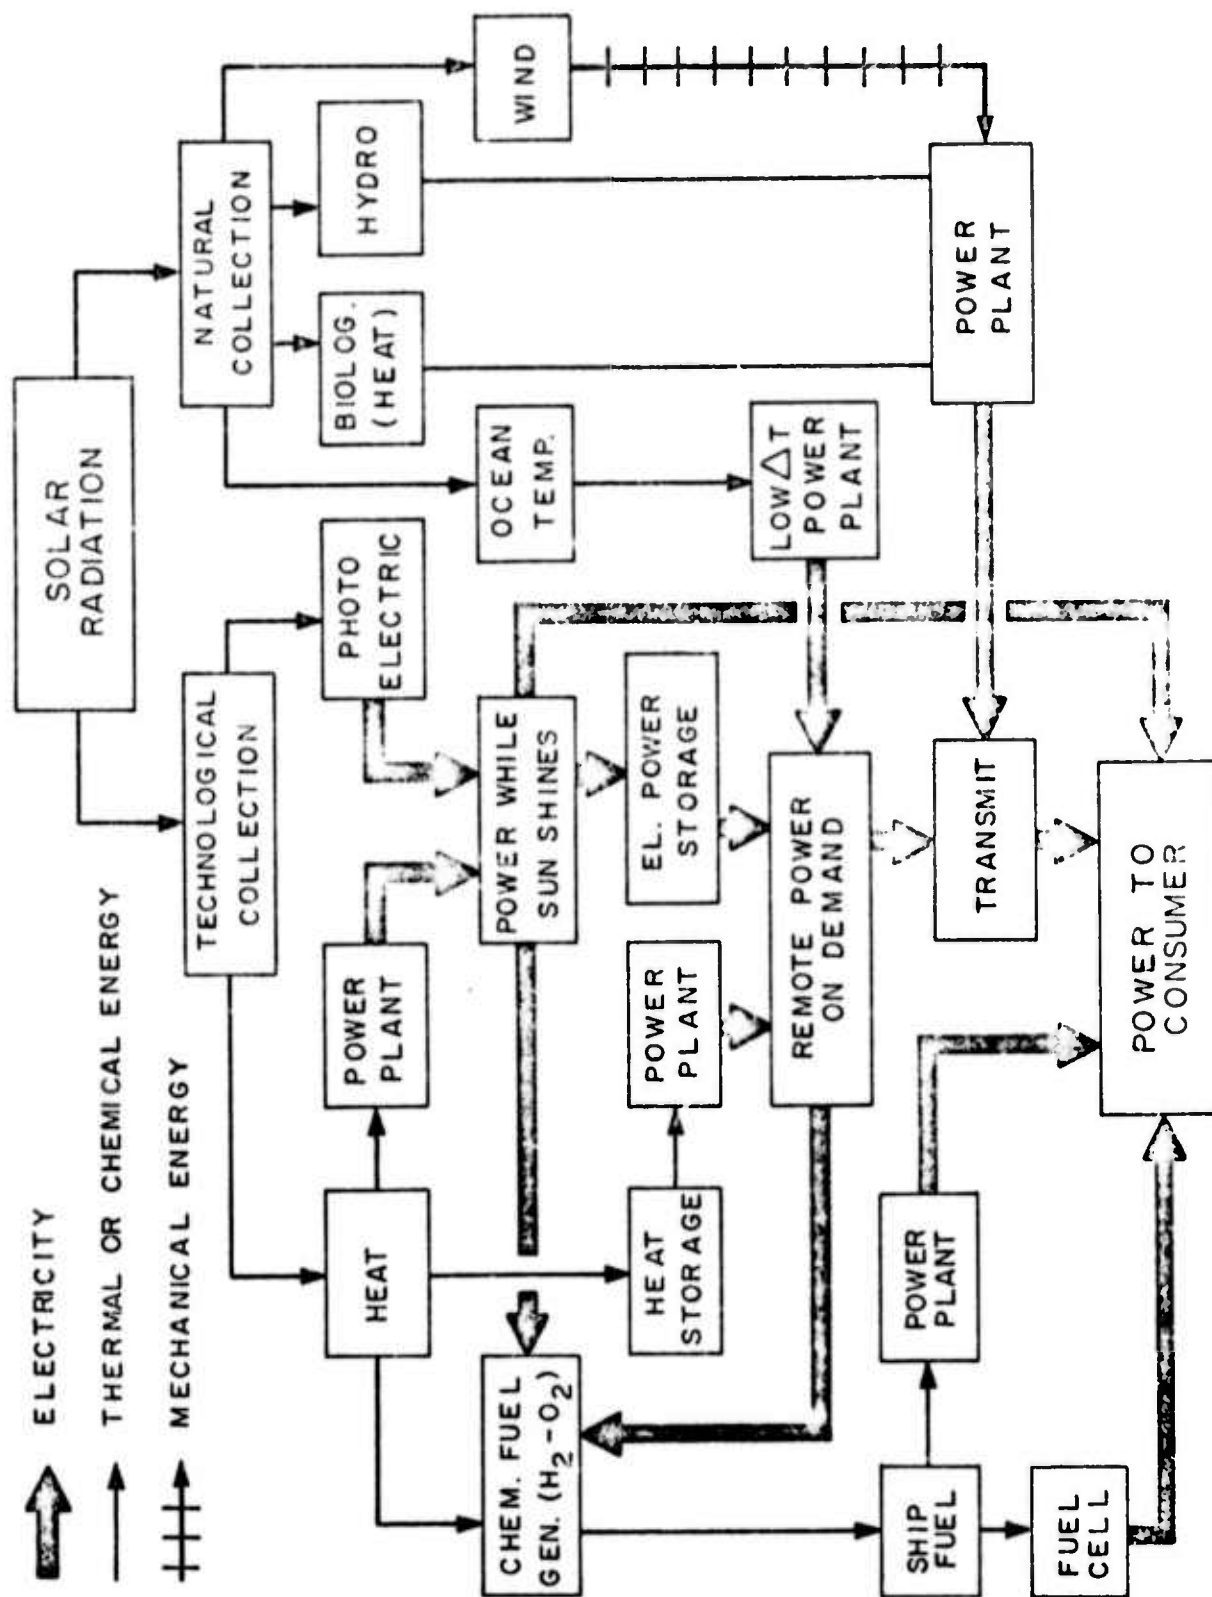 ELECTRICITY
THERMAL OR CHEMICAL ENERGY
MECHANICAL ENERGY
SOLAR
RADIATION
TECHNOLOGICAL
COLLECTION
NATURAL
COLLECTION
HEAT
POWER
PLANT
PHOTO
ELECTRIC
BIOLOG.
(HEAT)
HYDRO
CHEM. FUEL
GEN. (H₂-O₂)
POWER WHILE
SUN SHINES
OCEAN
TEMP.
WIND
HEAT
STORAGE
POWER
PLANT
EL. POWER
STORAGE
REMOTE POWER
ON DEMAND
LOW ΔT
POWER
PLANT
SHIP
FUEL
POWER
PLANT
TRANSMIT
POWER
PLANT
FUEL
CELL
POWER TO
CONSUMER